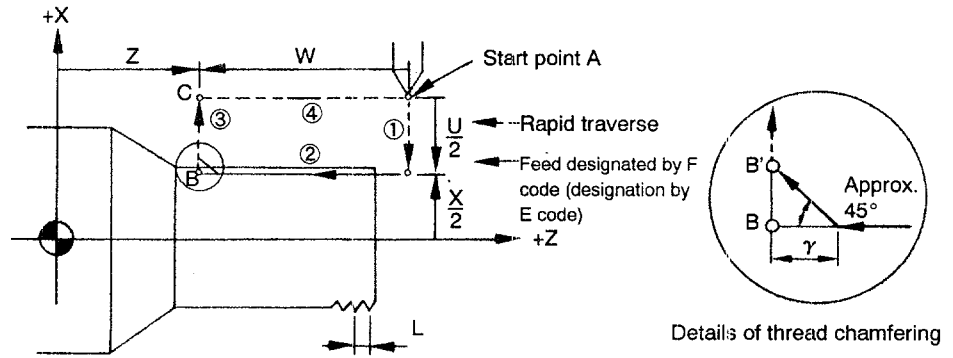 +X
Z
W
Start point A
C
④
③
①
U
2
Rapid traverse
②
Feed designated by F
code (designation by
E code)
B
X
2
+Z
L
B'
Approx.
45°
B
γ
Details of thread chamfering